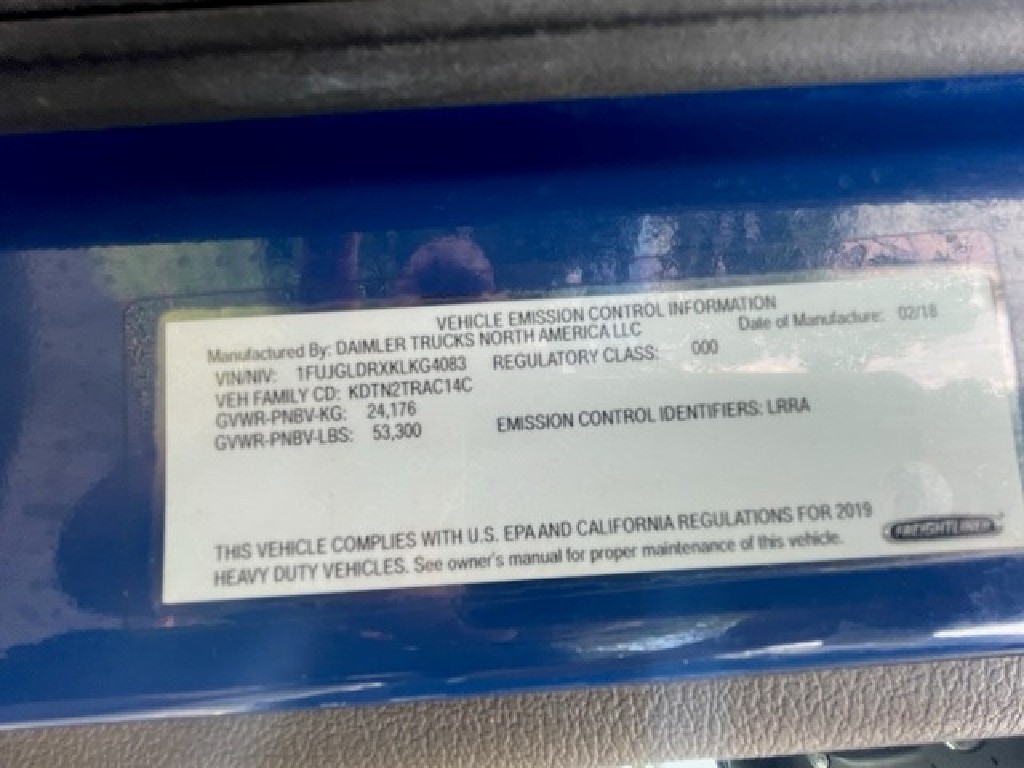 VEHICLE EMISSION CONTROL INFORMATION
Manufactured By: DAIMLER TRUCKS NORTH AMERICA LLC Date of Manufacture: 02/18
VIN/NIV: 1FUJGLDRXKLKG4083 REGULATORY CLASS: 000
VEH FAMILY CD: KDTN2TRAC14C
GVWR-PNBV-KG: 24,176
GVWR-PNBV-LBS: 53,300 EMISSION CONTROL IDENTIFIERS: LRRA
THIS VEHICLE COMPLIES WITH U.S. EPA AND CALIFORNIA REGULATIONS FOR 2019
HEAVY DUTY VEHICLES. See owner's manual for proper maintenance of this vehicle.
FREIGHTLINER